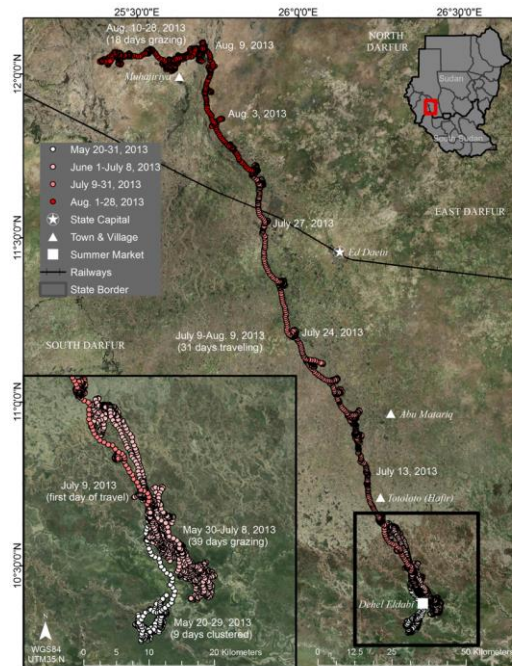 25°30'0"E
26°0'0"E
26°30'0"E
Aug. 10-28, 2013
(18 days grazing)
Aug. 9, 2013
NORTH
DARFUR
Muhajiriya
12°0'0"N
Sudan
South Sudan
Aug. 3, 2013
May 20-31, 2013
June 1-July 8, 2013
July 9-31, 2013
Aug. 1-28, 2013
State Capital
Town & Village
Summer Market
Railways
State Border
EAST DARFUR
July 27, 2013
11°30'0"N
Ed Daein
July 24, 2013
SOUTH DARFUR
July 9-Aug. 9, 2013
(31 days traveling)
11°0'0"N
Abu Matariq
July 13, 2013
Totoloto (Hafir)
July 9, 2013
(first day of travel)
May 30-July 8, 2013
(39 days grazing)
10°30'0"N
Dehel Eldabi
May 20-29, 2013
(9 days clustered)
WGS84
UTM35 N
0 5 10 20 Kilometers
0 12.5 25 50 Kilometers